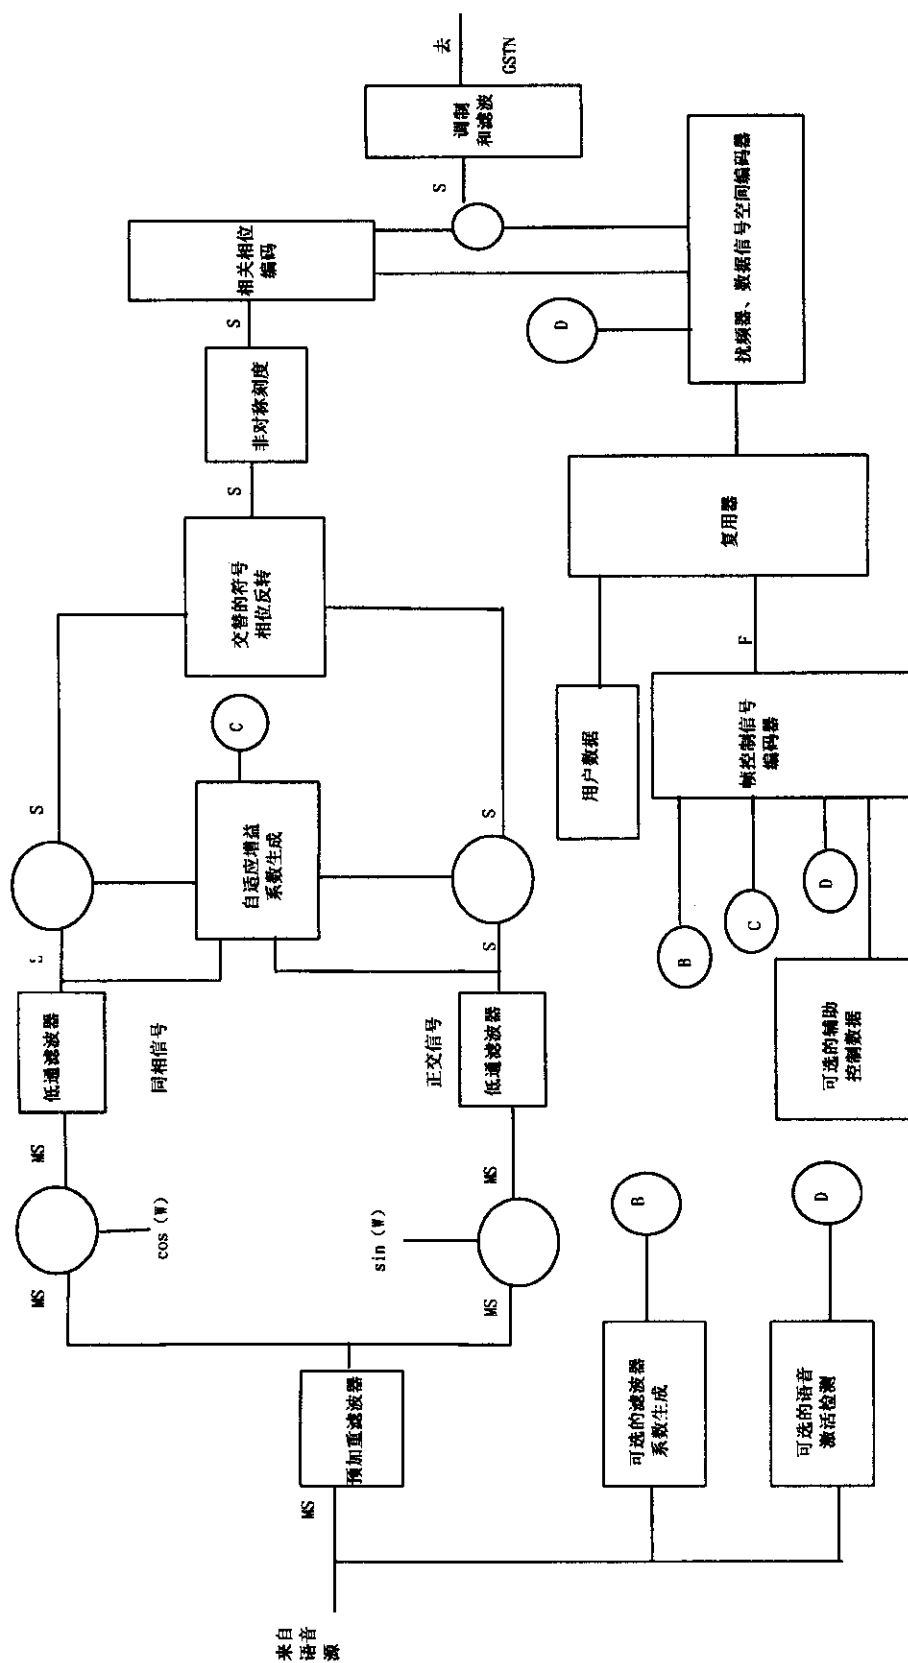 来自
语音
源
MS
预加重滤波器
MS
cos（W）
MS
低通滤波器
同相信号
S
MS
sin（W）
MS
低通滤波器
正交信号
S
自适应增益
系数生成
C
S
交替的符号
相位反转
S
非对称刻度
S
相关相位
编码
S
调制
和滤波
去
GSTN
可选的滤波器
系数生成
B
可选的语音
激活检测
D
可选的辅助
控制数据
B
C
D
帧控制信号
编码器
F
用户数据
复用器
D
扰频器、数据信号空间编码器